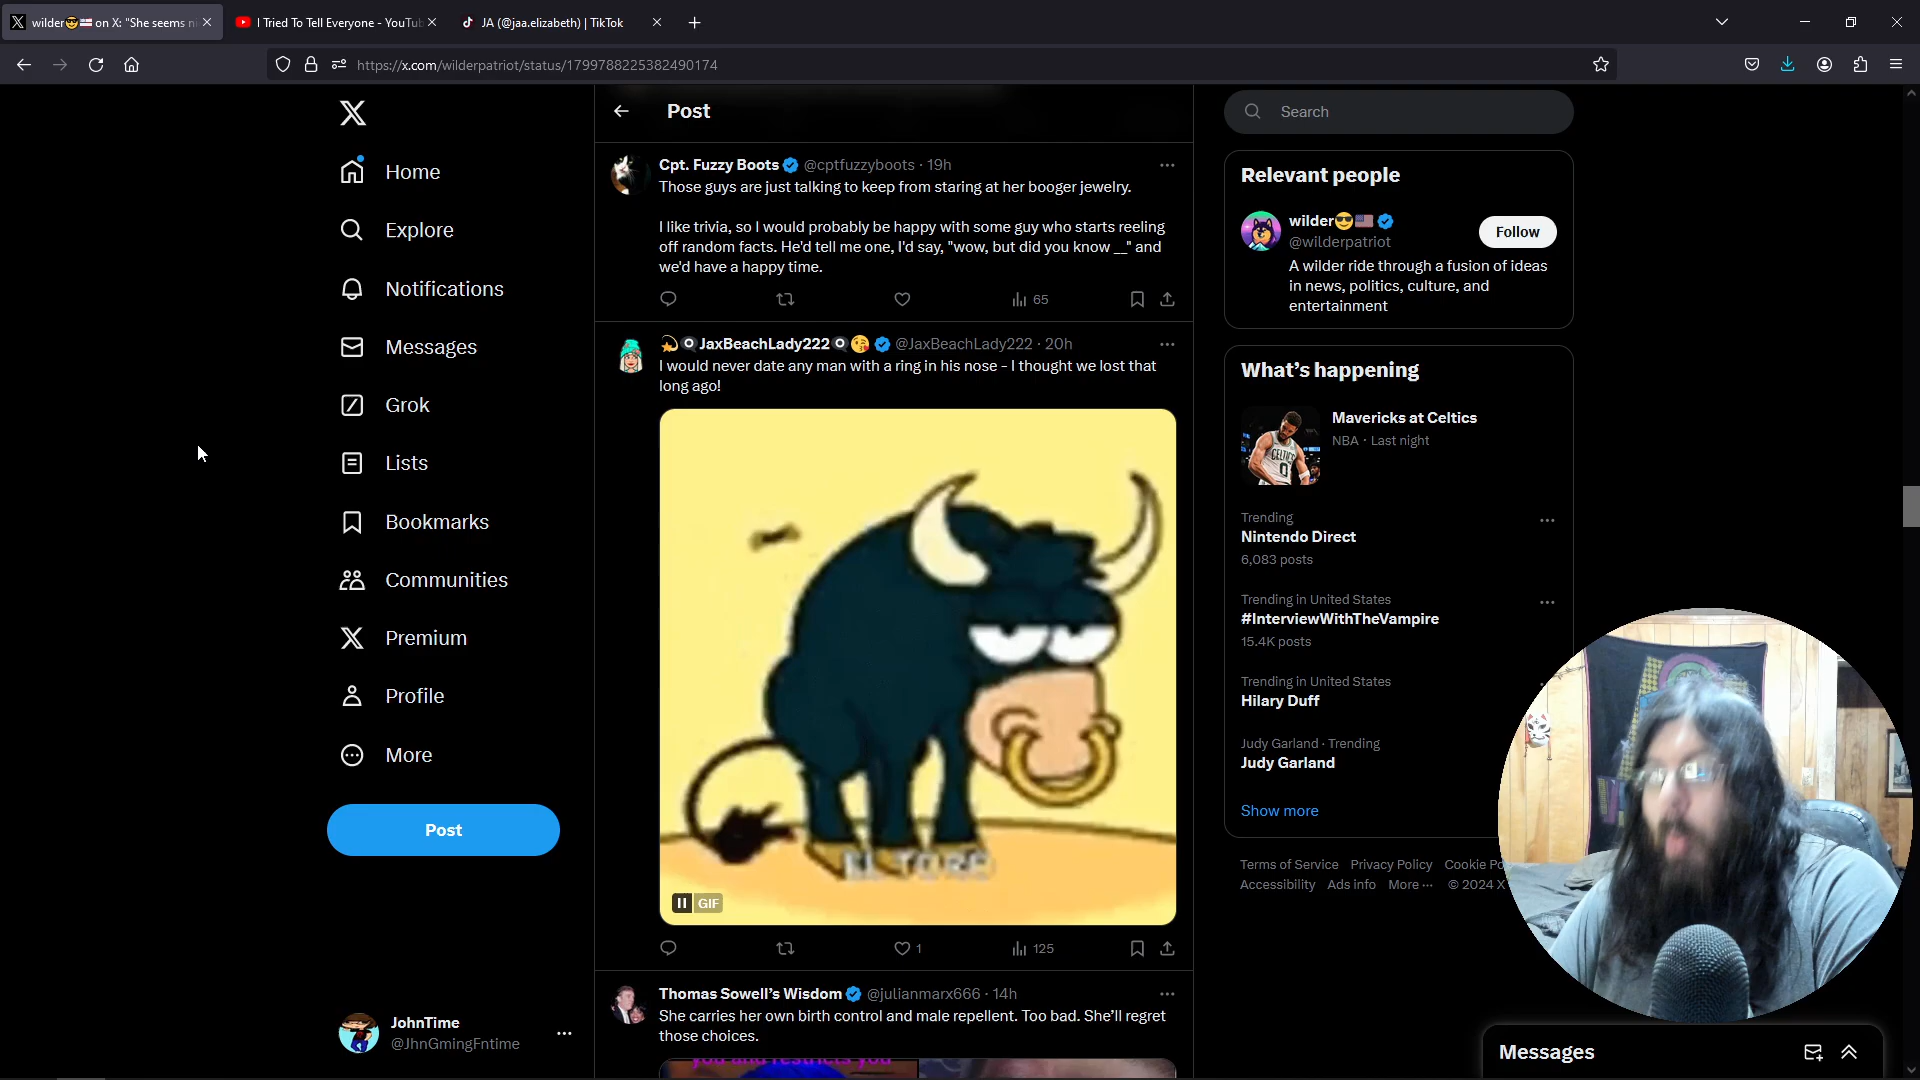 wilder😎🇺🇸 on X: "She seems ni
I Tried To Tell Everyone - YouTub
JA (@jaa.elizabeth) | TikTok
https://x.com/wilderpatriot/status/1799788225382490174
Home
Explore
Notifications
Messages
Grok
Lists
Bookmarks
Communities
Premium
Profile
More
Post
JohnTime
@JhnGmingFntime
Post
Cpt. Fuzzy Boots @cptfuzzyboots · 19h
Those guys are just talking to keep from staring at her booger jewelry.
I like trivia, so I would probably be happy with some guy who starts reeling
off random facts. He'd tell me one, I'd say, "wow, but did you know __" and
we'd have a happy time.
65
JaxBeachLady222 @JaxBeachLady222 · 20h
I would never date any man with a ring in his nose - I thought we lost that
long ago!
EL TORO
GIF
1
125
Thomas Sowell's Wisdom @julianmarx666 · 14h
She carries her own birth control and male repellent. Too bad. She'll regret
those choices.
you and restricts you
Search
Relevant people
wilder😎🇺🇸
@wilderpatriot
Follow
A wilder ride through a fusion of ideas
in news, politics, culture, and
entertainment
What's happening
Mavericks at Celtics
NBA · Last night
CELTICS
0
Trending
Nintendo Direct
6,083 posts
Trending in United States
#InterviewWithTheVampire
15.4K posts
Trending in United States
Hilary Duff
Judy Garland · Trending
Judy Garland
Show more
Terms of Service Privacy Policy Cookie Po
Accessibility Ads info More ··· © 2024 X
Messages